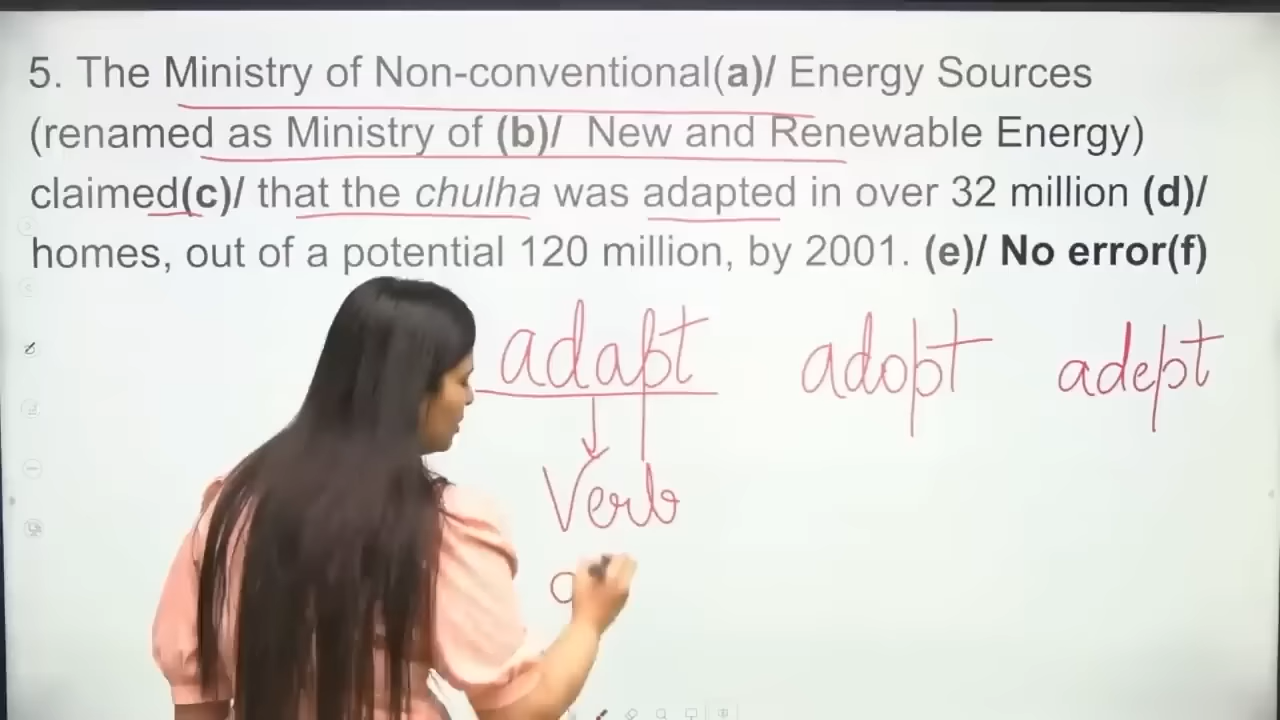 5. The Ministry of Non-conventional(a)/ Energy Sources
(renamed as Ministry of (b)/ New and Renewable Energy)
claimed(c)/ that the chulha was adapted in over 32 million (d)/
homes, out of a potential 120 million, by 2001. (e)/ No error(f)
adapt adopt adept
Verb